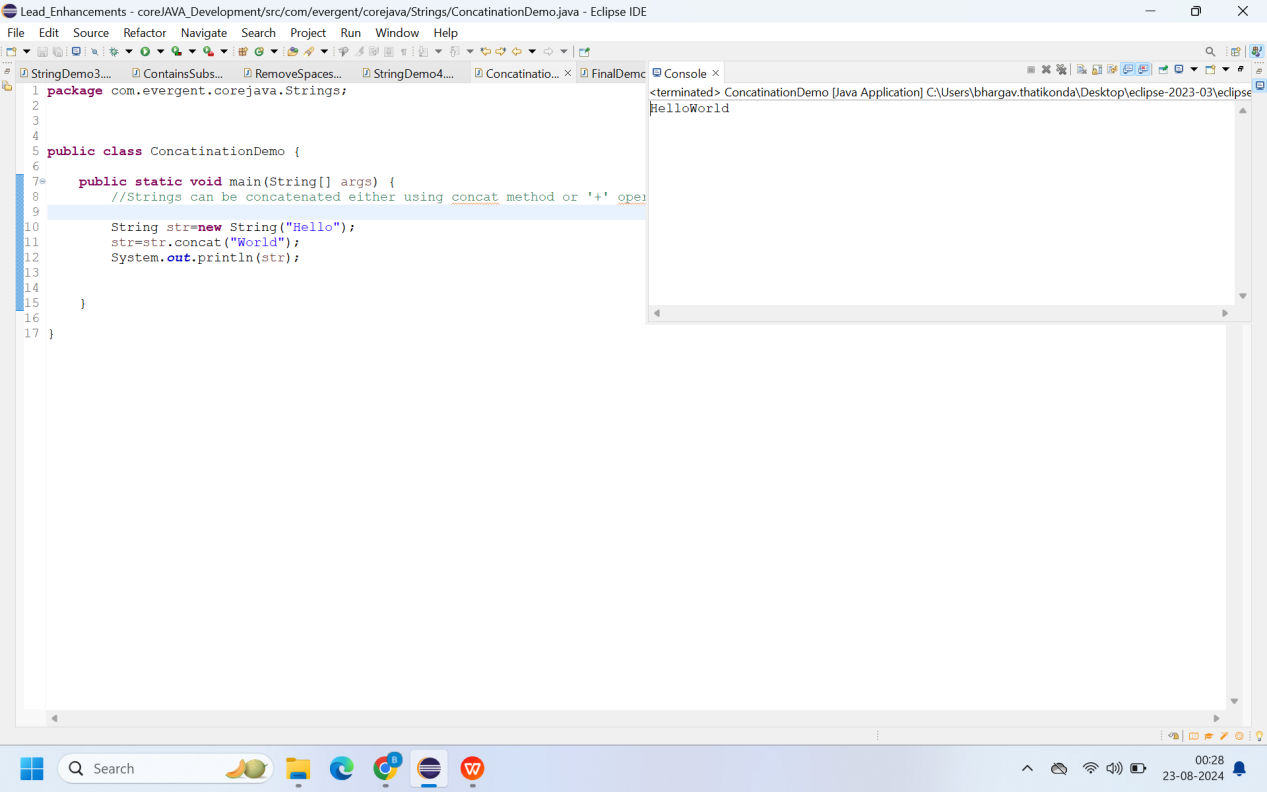 Lead_Enhancements - coreJAVA_Development/src/com/evergent/corejava/Strings/ConcatinationDemo.java - Eclipse IDE
File Edit Source Refactor Navigate Search Project Run Window Help
StringDemo3.... ContainsSubs... RemoveSpaces... StringDemo4.... Concatinatio... FinalDemo
Console
<terminated> ConcatinationDemo [Java Application] C:\Users\bhargav.thatikonda\Desktop\eclipse-2023-03\eclipse
HelloWorld
1 package com.evergent.corejava.Strings;
2
3
4
5 public class ConcatinationDemo {
6
7 public static void main(String[] args) {
8 //Strings can be concatenated either using concat method or '+' oper
9
10 String str=new String("Hello");
11 str=str.concat("World");
12 System.out.println(str);
13
14
15 }
16
17 }
Search
B
W
00:28
23-08-2024